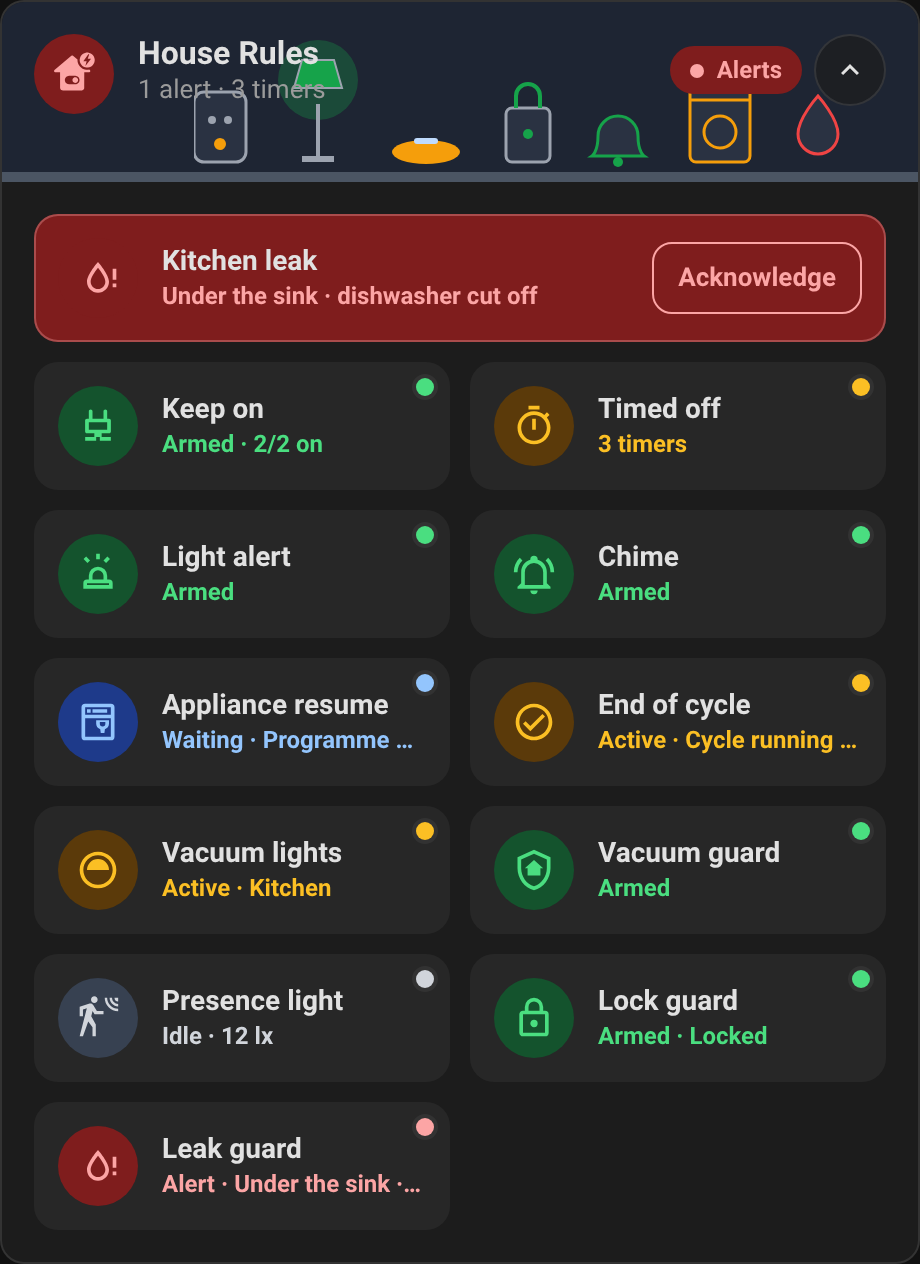 House Rules
1 alert · 3 timers
Alerts
Kitchen leak
Under the sink · dishwasher cut off
Acknowledge
Keep on
Armed · 2/2 on
Timed off
3 timers
Light alert
Armed
Chime
Armed
Appliance resume
Waiting · Programme ...
End of cycle
Active · Cycle running ...
Vacuum lights
Active · Kitchen
Vacuum guard
Armed
Presence light
Idle · 12 lx
Lock guard
Armed · Locked
Leak guard
Alert · Under the sink ·...